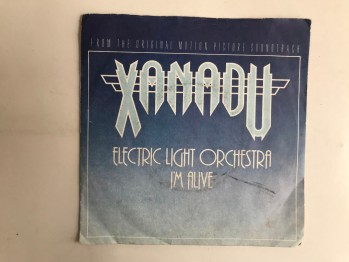 FROM THE ORIGINAL MOTION PICTURE SOUNDTRACK
XANADU
ELECTRIC LIGHT ORCHESTRA
I'M ALIVE